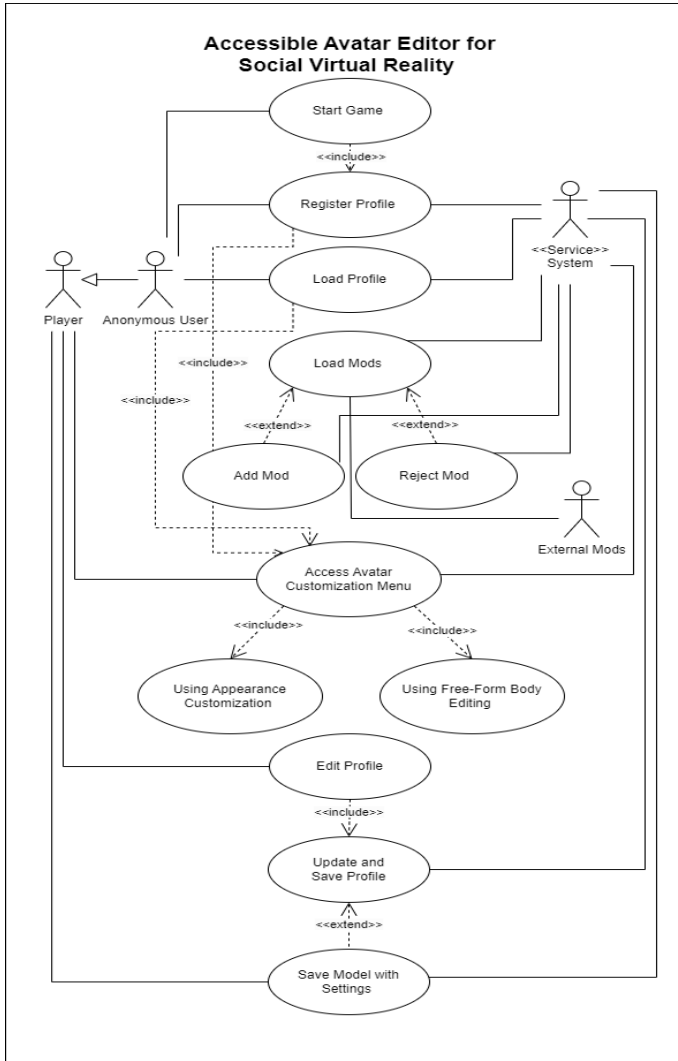 Accessible Avatar Editor for
Social Virtual Reality
Start Game
<<include>>
Register Profile
<<Service>>
System
Load Profile
Player
Anonymous User
<<include>>
Load Mods
<<include>>
<<extend>>
<<extend>>
Add Mod
Reject Mod
External Mods
Access Avatar
Customization Menu
<<include>>
<<include>>
Using Appearance
Customization
Using Free-Form Body
Editing
Edit Profile
<<include>>
Update and
Save Profile
<<extend>>
Save Model with
Settings